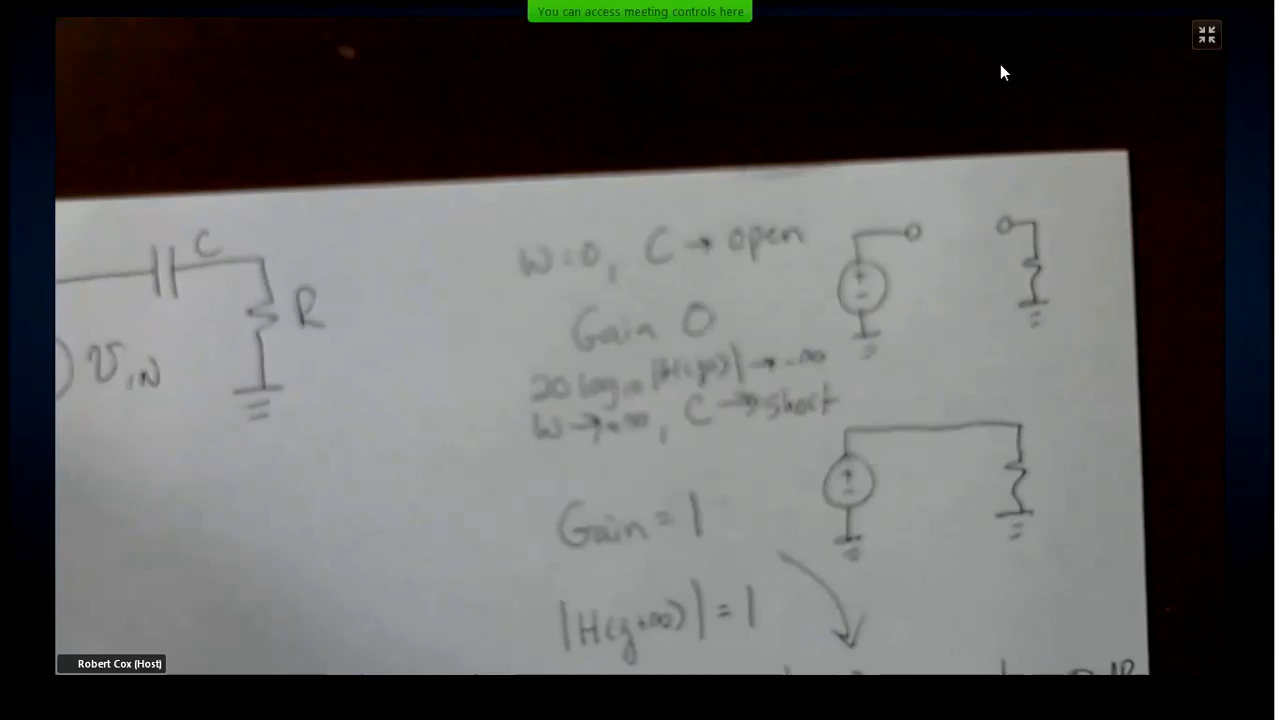 You can access meeting controls here
C
R
V_IN
W=0, C → open
Gain 0
20 log₁₀ |H(j0)| → -∞
W → +∞, C → short
Gain = 1
|H(j+∞)| = 1
Robert Cox (Host)